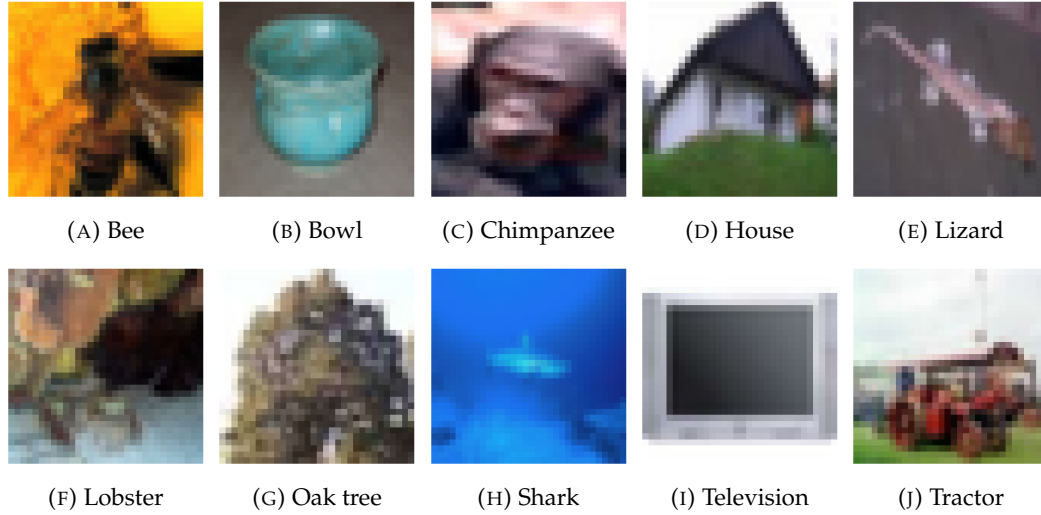 (A) Bee
(B) Bowl
(C) Chimpanzee
(D) House
(E) Lizard
(F) Lobster
(G) Oak tree
(H) Shark
(I) Television
(J) Tractor